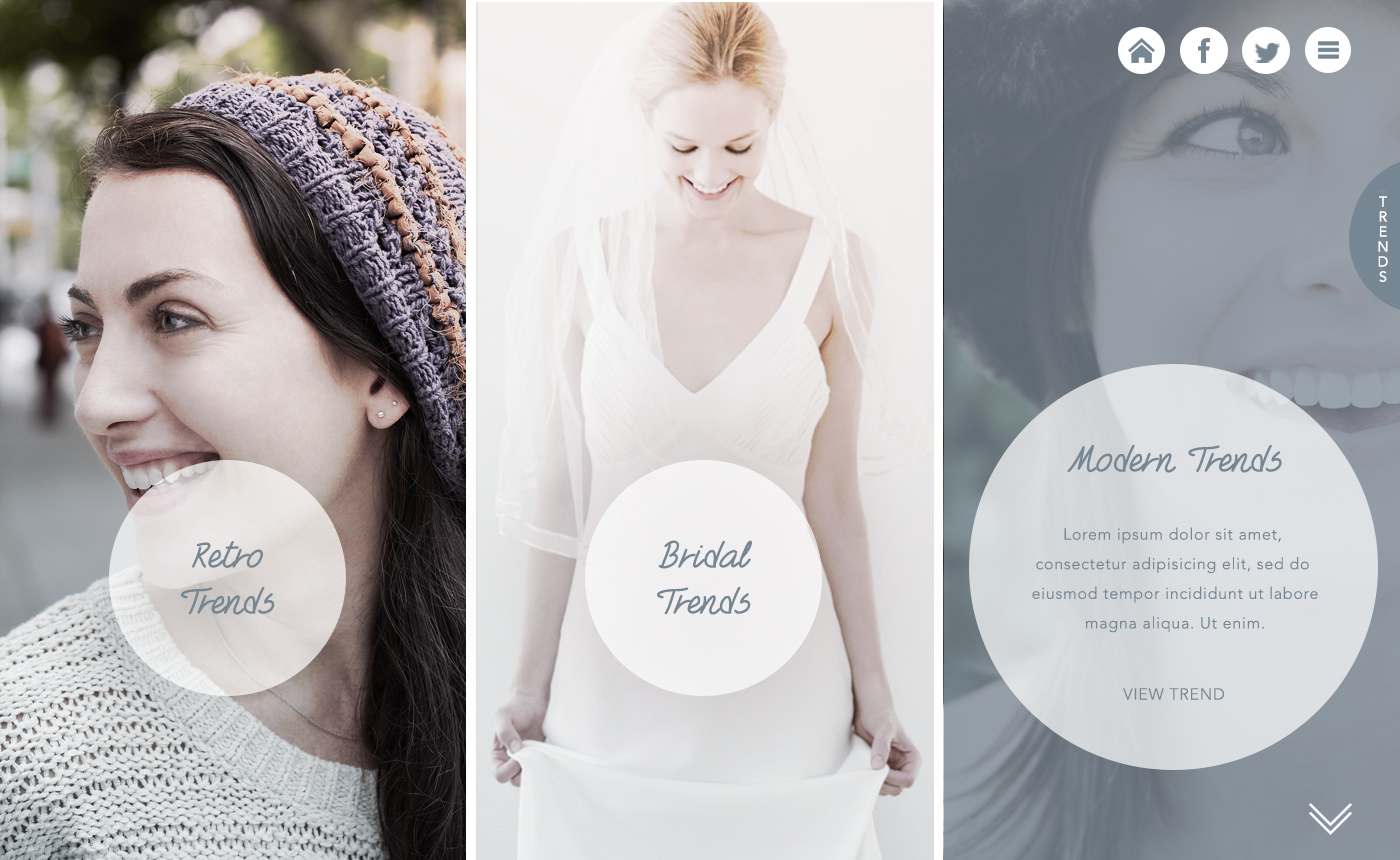 Retro
Trends
Bridal
Trends
TRENDS
Modern Trends
Lorem ipsum dolor sit amet,
consectetur adipisicing elit, sed do
eiusmod tempor incididunt ut labore
magna aliqua. Ut enim.
VIEW TREND